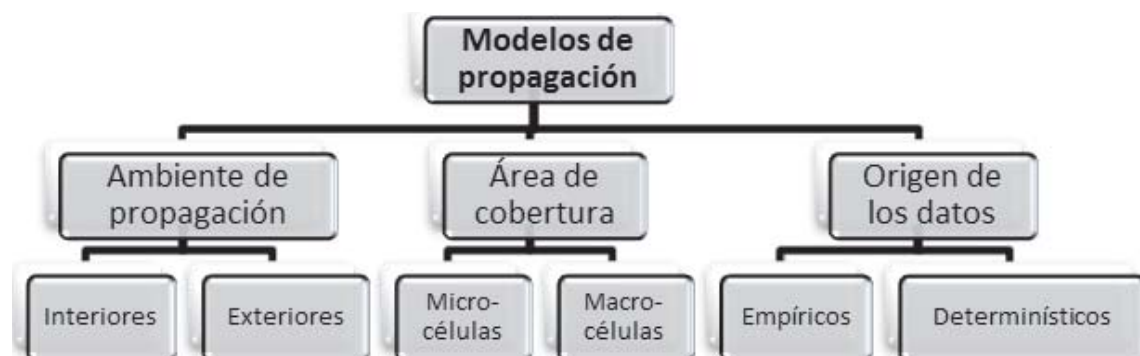 Modelos de
propagación
Ambiente de
propagación
Área de
cobertura
Origen de
los datos
Interiores
Exteriores
Micro-
células
Macro-
células
Empíricos
Determinísticos